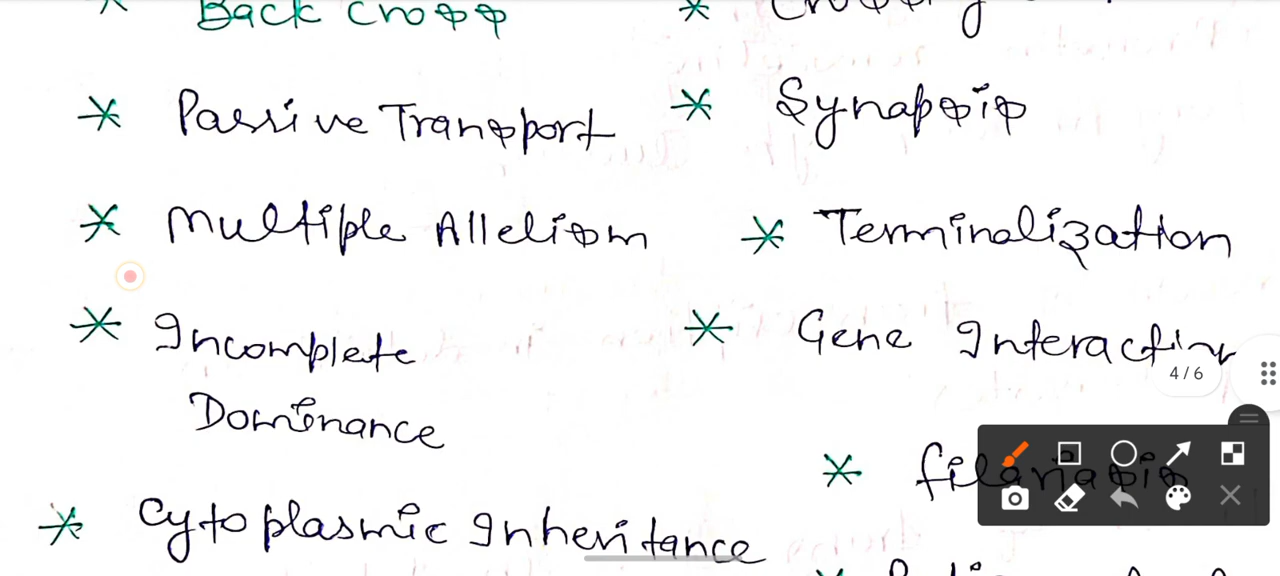 * Back Cross
* Passive Transport
* Synapsis
* Multiple Allelism
* Terminalization
* Incomplete
Dominance
* Gene Interaction
4 / 6
*
* Cytoplasmic Inheritance